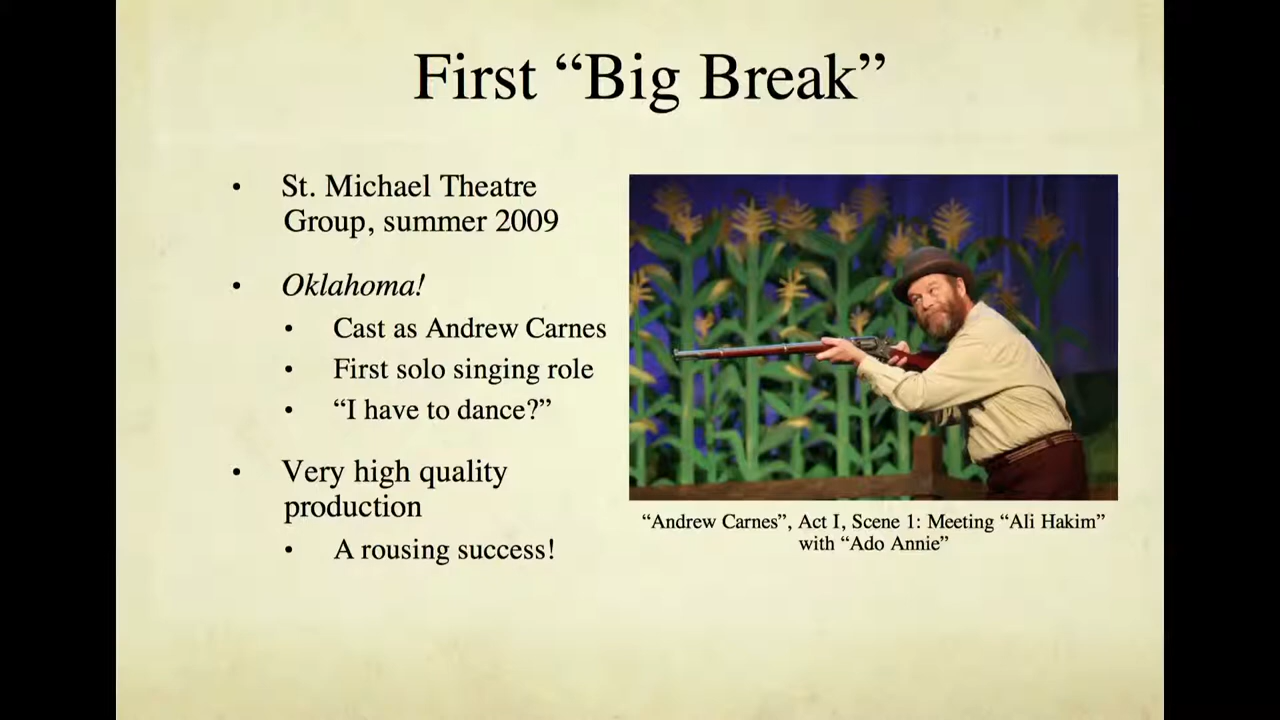 First “Big Break”
• St. Michael Theatre
Group, summer 2009
• Oklahoma!
• Cast as Andrew Carnes
• First solo singing role
• “I have to dance?”
• Very high quality
production
• A rousing success!
“Andrew Carnes”, Act I, Scene 1: Meeting “Ali Hakim”
with “Ado Annie”